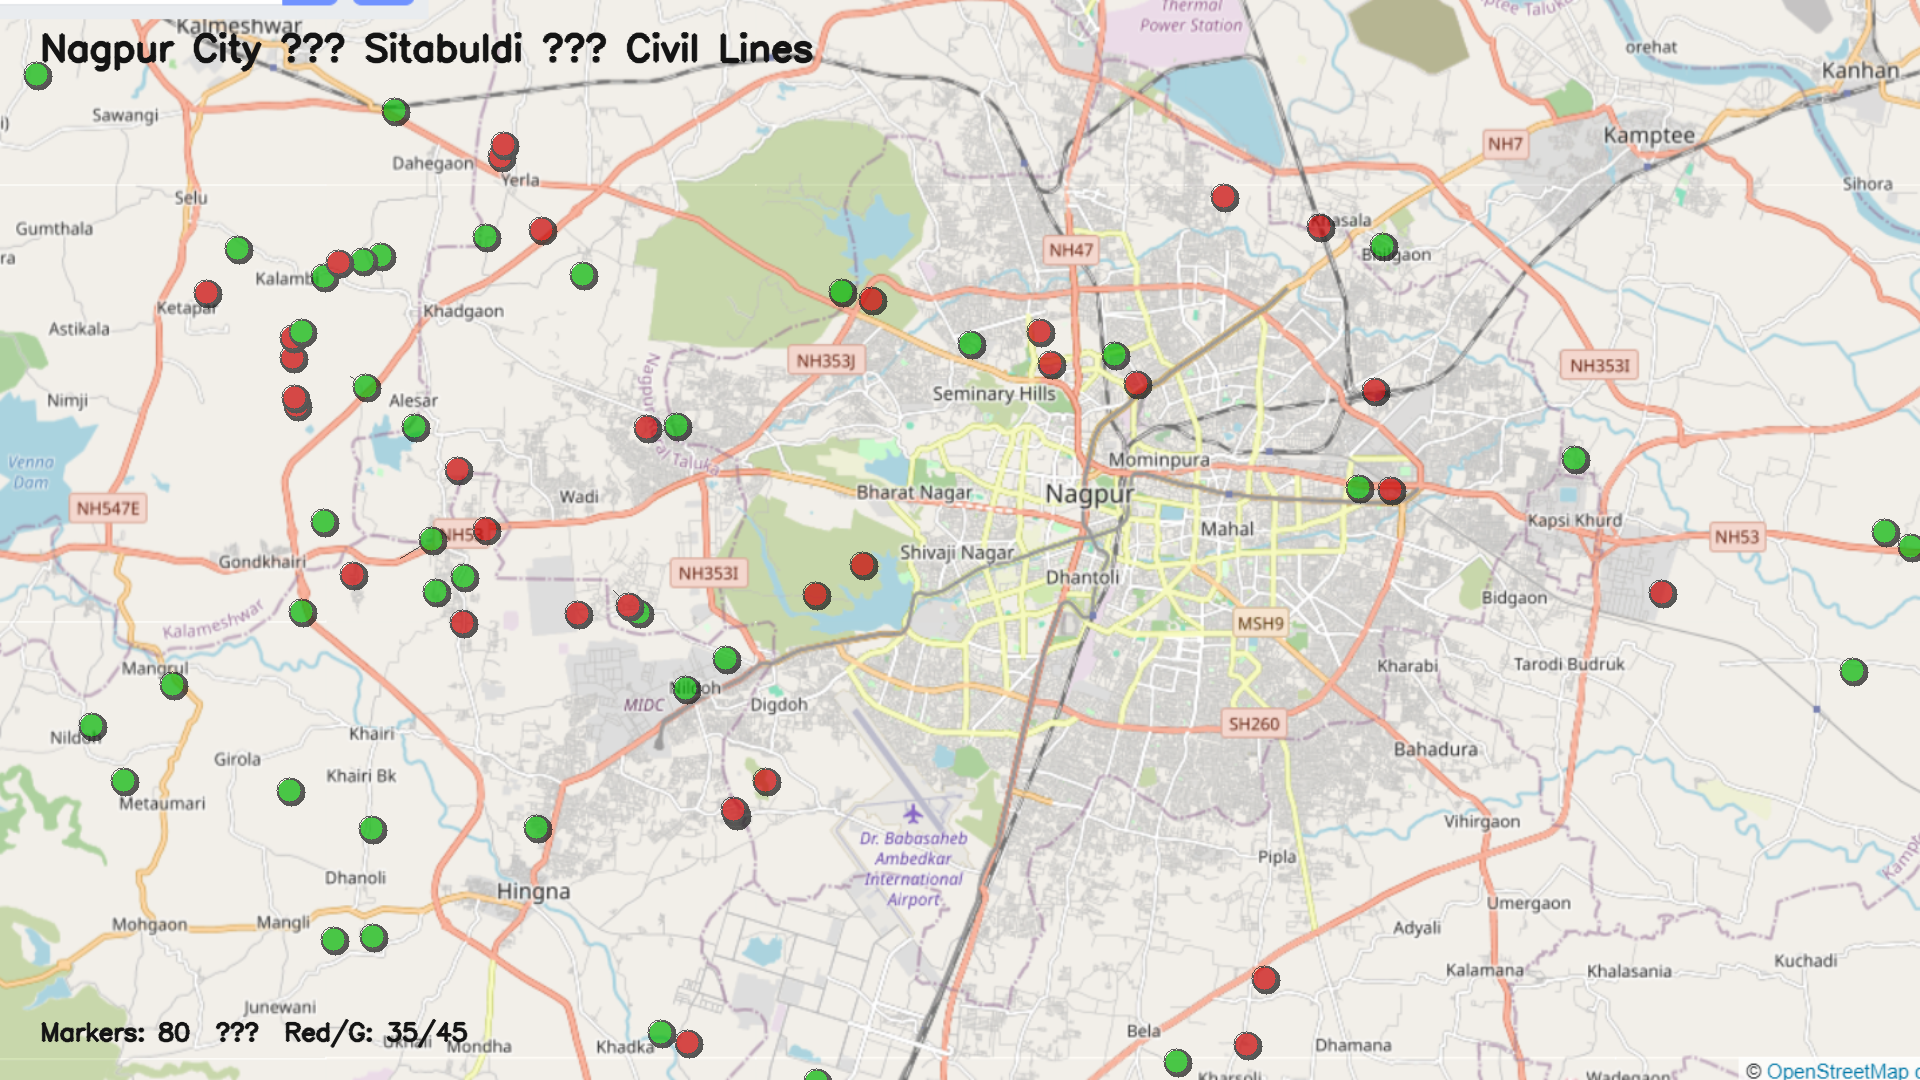 Kalmeshwar
Nagpur City ??? Sitabuldi ??? Civil Lines
Thermal
Power Station
orehat
Kanhan
Sawangi
i)
NH7
Kamptee
Dahegaon
Yerla
Selu
Sihora
Gumthala
asala
NH47
gaon
ra
Kalamb
Ketapar
Khadgaon
Astikala
NH353J
NH353I
Nagpur
al Taluka
Seminary Hills
Nimji
Alesar
Mominpura
Venna
Dam
Bharat Nagar
Nagpur
Wadi
NH547E
Kapsi Khurd
Mahal
NH53
NH53
Gondkhairi
Shivaji Nagar
NH353I
Dhantoli
Bidgaon
Kalameshwar
MSH9
Mangrul
Kharabi
Tarodi Budruk
Nildoh
MIDC
Digdoh
SH260
Nildoh
Khairi
Bahadura
Girola
Khairi Bk
Metaumari
Vihirgaon
Dr. Babasaheb
Ambedkar
International
Airport
Pipla
Dhanoli
Hingna
Umergaon
Mohgaon
Mangli
Adyali
Kalamana
Khalasania
Kuchadi
Junewani
Markers: 80 ??? Red/G: 35/45
Mondha
Khadka
Bela
Dhamana
Kharsoli
Wadegaon
© OpenStreetMap c